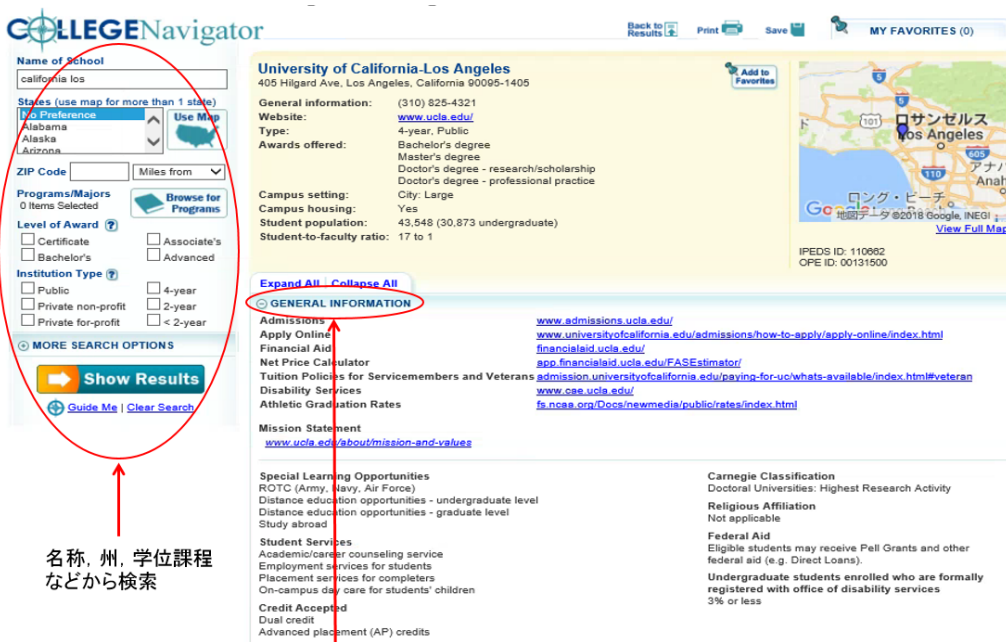 COLLEGENavigator
Back to Results
Print
Save
MY FAVORITES (0)
Name of School
california los
States (use map for more than 1 state)
No Preference
Alabama
Alaska
Arizona
Use Map
ZIP Code
Miles from
Programs/Majors
0 Items Selected
Browse for
Programs
Level of Award ?
Certificate
Associate's
Bachelor's
Advanced
Institution Type ?
Public
4-year
Private non-profit
2-year
Private for-profit
< 2-year
MORE SEARCH OPTIONS
Show Results
Guide Me | Clear Search
名称, 州, 学位課程
などから検索
University of California-Los Angeles
405 Hilgard Ave, Los Angeles, California 90095-1405
Add to
Favorites
General information: (310) 825-4321
Website: www.ucla.edu/
Type: 4-year, Public
Awards offered: Bachelor's degree
Master's degree
Doctor's degree - research/scholarship
Doctor's degree - professional practice
Campus setting: City: Large
Campus housing: Yes
Student population: 43,548 (30,873 undergraduate)
Student-to-faculty ratio: 17 to 1
5
5
101
ロサンゼルス
Los Angeles
605
110
アナハ
Anah
ロング・ビーチ
地図データ ©2018 Google, INEGI
View Full Map
IPEDS ID: 110662
OPE ID: 00131500
Expand All | Collapse All
GENERAL INFORMATION
Admissions www.admissions.ucla.edu/
Apply Online www.universityofcalifornia.edu/admissions/how-to-apply/apply-online/index.html
Financial Aid financialaid.ucla.edu/
Net Price Calculator app.financialaid.ucla.edu/FASEstimator/
Tuition Policies for Servicemembers and Veterans admission.universityofcalifornia.edu/paying-for-uc/whats-available/index.html#veteran
Disability Services www.cae.ucla.edu/
Athletic Graduation Rates fs.ncaa.org/Docs/newmedia/public/rates/index.html
Mission Statement
www.ucla.edu/about/mission-and-values
Special Learning Opportunities
ROTC (Army, Navy, Air Force)
Distance education opportunities - undergraduate level
Distance education opportunities - graduate level
Study abroad
Student Services
Academic/career counseling service
Employment services for students
Placement services for completers
On-campus day care for students' children
Credit Accepted
Dual credit
Advanced placement (AP) credits
Carnegie Classification
Doctoral Universities: Highest Research Activity
Religious Affiliation
Not applicable
Federal Aid
Eligible students may receive Pell Grants and other
federal aid (e.g. Direct Loans).
Undergraduate students enrolled who are formally
registered with office of disability services
3% or less